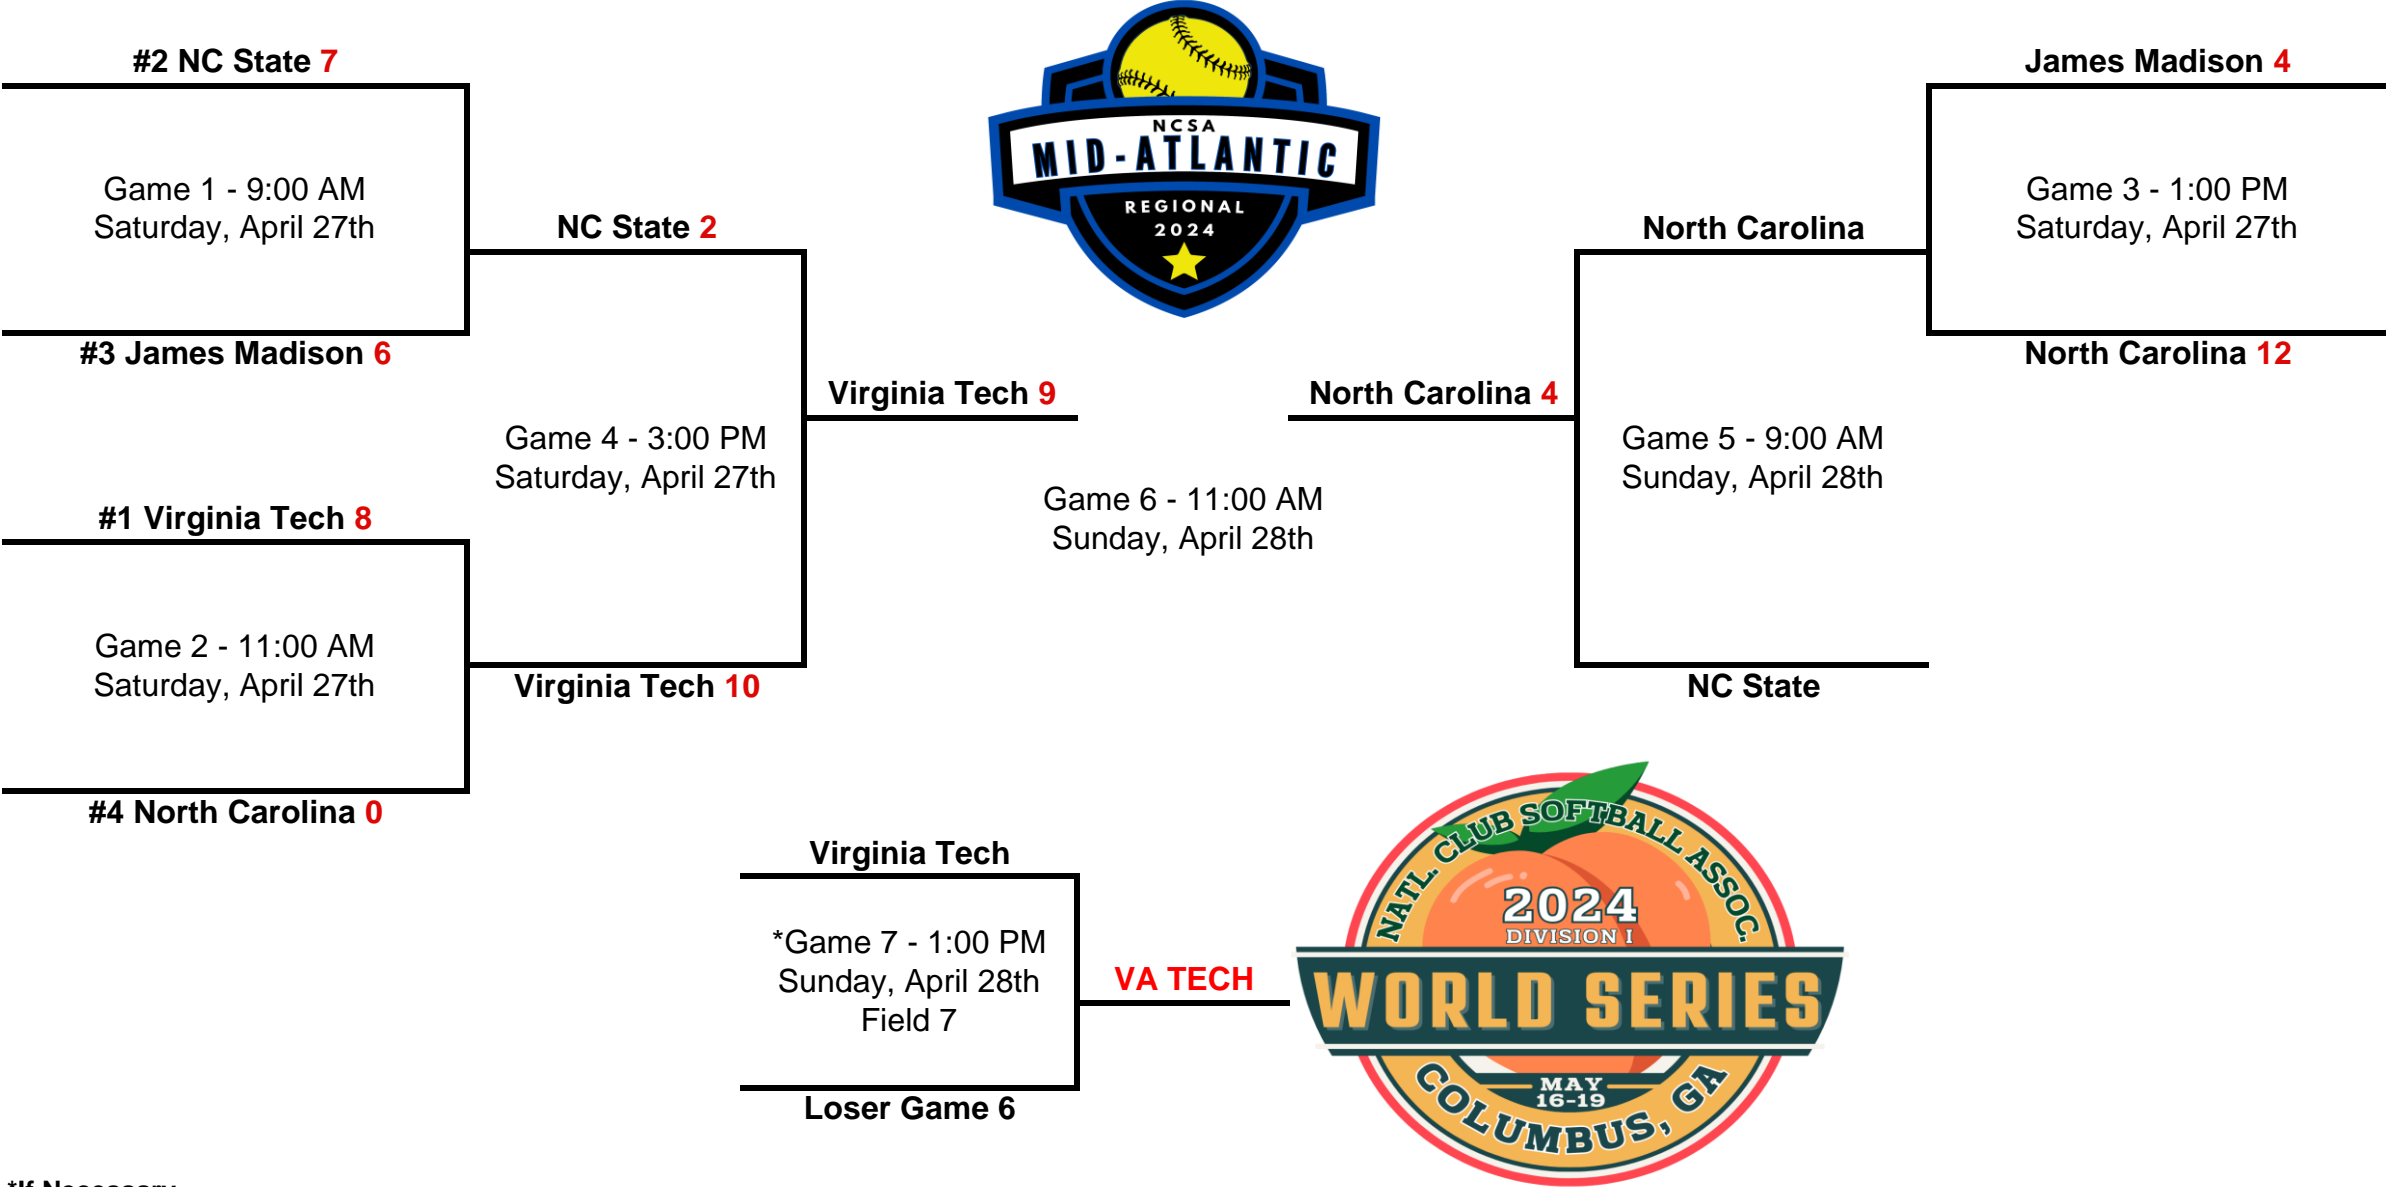 #2 NC State 7
Game 1 - 9:00 AM
Saturday, April 27th
#3 James Madison 6
NC State 2
Game 4 - 3:00 PM
Saturday, April 27th
#1 Virginia Tech 8
Game 2 - 11:00 AM
Saturday, April 27th
#4 North Carolina 0
Virginia Tech 10
Virginia Tech 9
NCSA
MID-ATLANTIC
REGIONAL
2024
North Carolina 4
Game 6 - 11:00 AM
Sunday, April 28th
James Madison 4
Game 3 - 1:00 PM
Saturday, April 27th
North Carolina 12
North Carolina
Game 5 - 9:00 AM
Sunday, April 28th
NC State
Virginia Tech
*Game 7 - 1:00 PM
Sunday, April 28th
Field 7
Loser Game 6
VA TECH
NATL. CLUB SOFTBALL ASSOC.
2024
DIVISION I
WORLD SERIES
MAY
16-19
COLUMBUS, GA
*If Necessary